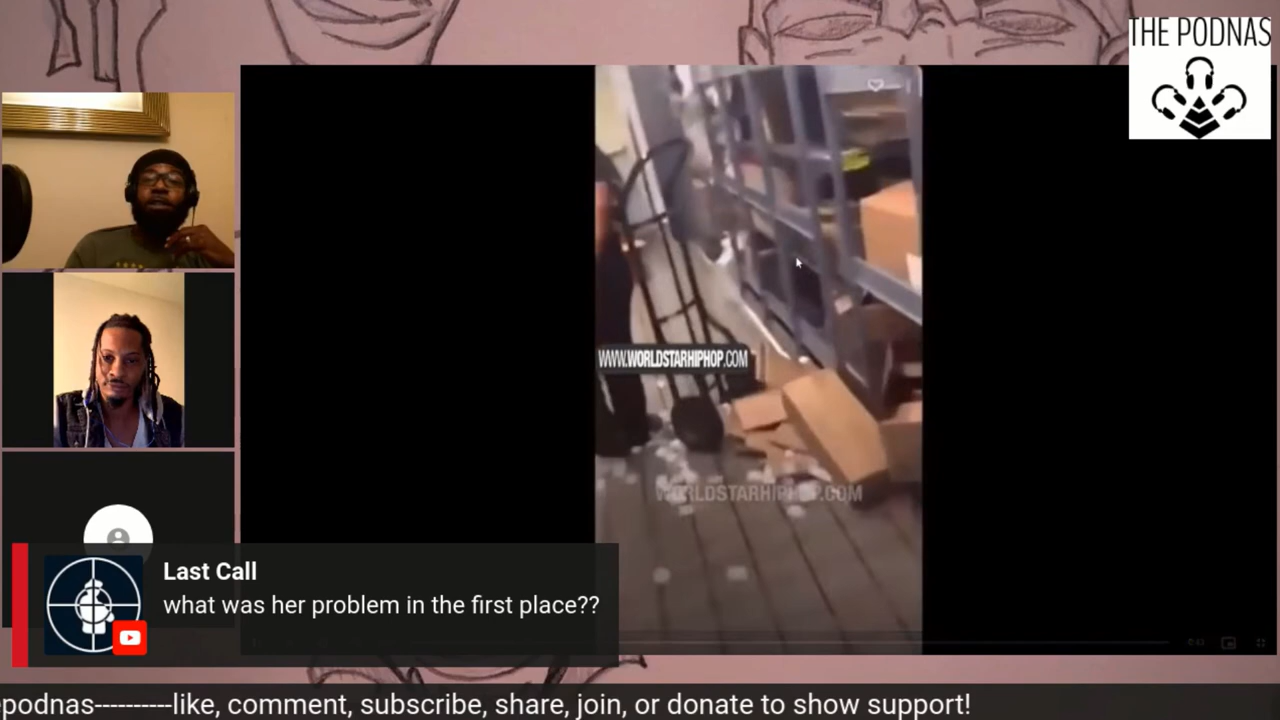 THE PODNAS
WWW.WORLDSTARHIPHOP.COM
WORLDSTARHIPHOP.COM
Last Call
what was her problem in the first place??
podnas----------like, comment, subscribe, share, join, or donate to show support!